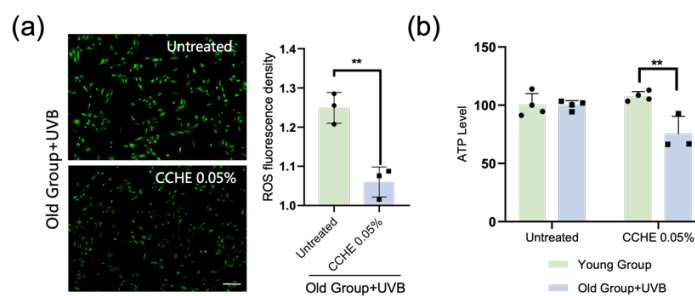 (a)
Old Group+UVB
Untreated
CCHE 0.05%
ROS fluorescence density
1.4
1.3
1.2
1.1
1.0
**
Untreated
CCHE 0.05%
Old Group+UVB
(b)
ATP Level
150
100
50
0
**
Untreated
CCHE 0.05%
Young Group
Old Group+UVB